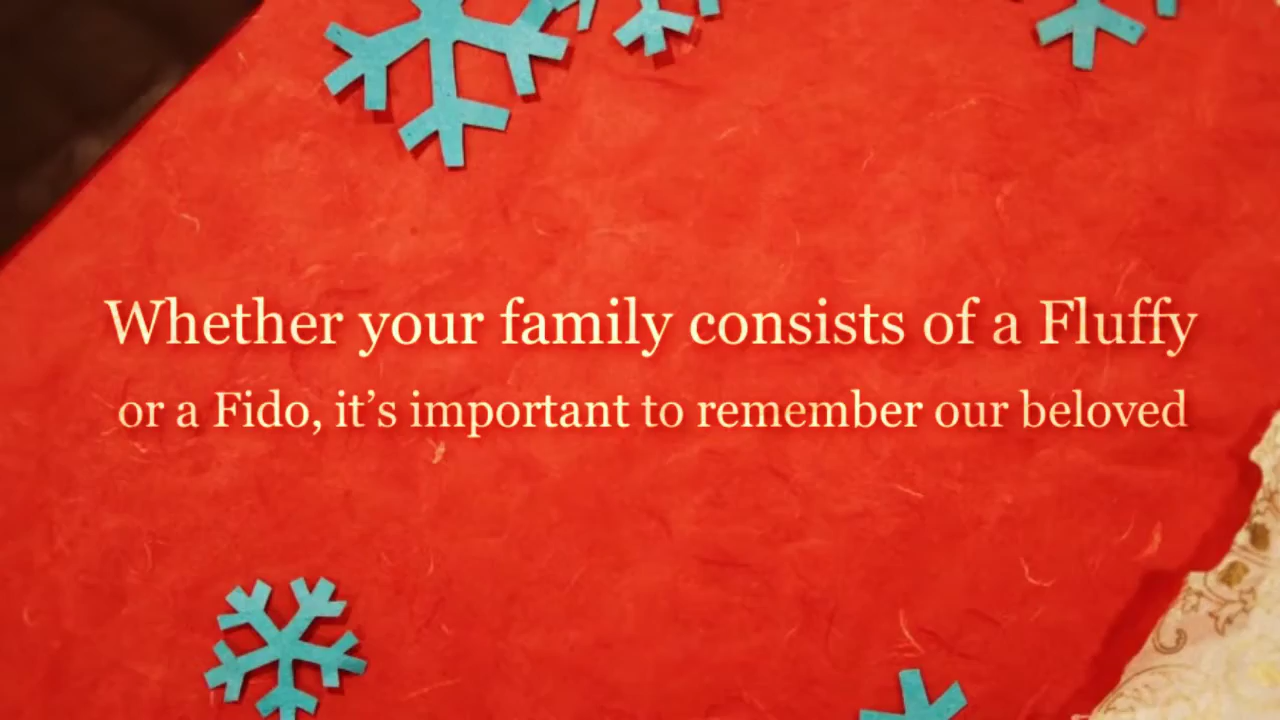 Whether your family consists of a Fluffy
or a Fido, it’s important to remember our beloved